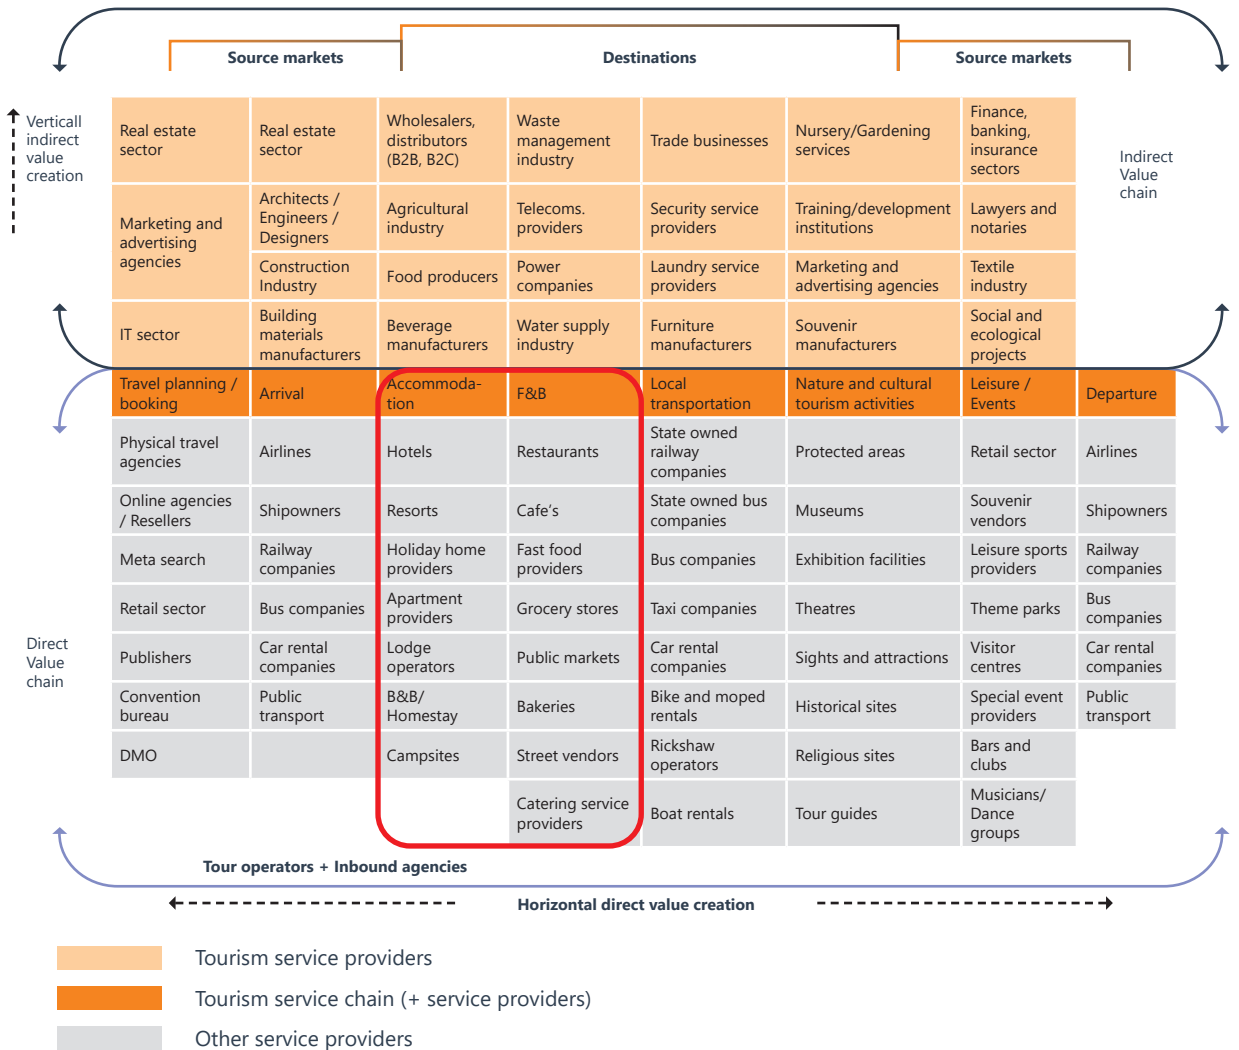 Source markets
Destinations
Source markets
Verticall
indirect
value
creation
Indirect
Value
chain
Real estate
sector
Real estate
sector
Wholesalers,
distributors
(B2B, B2C)
Waste
management
industry
Trade businesses
Nursery/Gardening
services
Finance,
banking,
insurance
sectors
Marketing and
advertising
agencies
Architects /
Engineers /
Designers
Agricultural
industry
Telecoms.
providers
Security service
providers
Training/development
institutions
Lawyers and
notaries
Construction
Industry
Food producers
Power
companies
Laundry service
providers
Marketing and
advertising agencies
Textile
industry
IT sector
Building
materials
manufacturers
Beverage
manufacturers
Water supply
industry
Furniture
manufacturers
Souvenir
manufacturers
Social and
ecological
projects
Travel planning /
booking
Arrival
Accommoda-
tion
F&B
Local
transportation
Nature and cultural
tourism activities
Leisure /
Events
Departure
Physical travel
agencies
Airlines
Hotels
Restaurants
State owned
railway
companies
Protected areas
Retail sector
Airlines
Online agencies
/ Resellers
Shipowners
Resorts
Cafe's
State owned bus
companies
Museums
Souvenir
vendors
Shipowners
Meta search
Railway
companies
Holiday home
providers
Fast food
providers
Bus companies
Exhibition facilities
Leisure sports
providers
Railway
companies
Retail sector
Bus companies
Apartment
providers
Grocery stores
Taxi companies
Theatres
Theme parks
Bus
companies
Direct
Value
chain
Publishers
Car rental
companies
Lodge
operators
Public markets
Car rental
companies
Sights and attractions
Visitor
centres
Car rental
companies
Convention
bureau
Public
transport
B&B/
Homestay
Bakeries
Bike and moped
rentals
Historical sites
Special event
providers
Public
transport
DMO
Campsites
Street vendors
Rickshaw
operators
Religious sites
Bars and
clubs
Catering service
providers
Boat rentals
Tour guides
Musicians/
Dance
groups
Tour operators + Inbound agencies
Horizontal direct value creation
Tourism service providers
Tourism service chain (+ service providers)
Other service providers